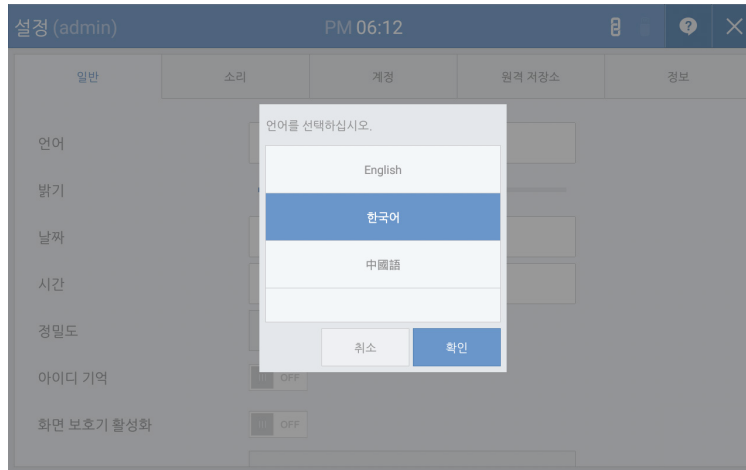 설정 (admin) PM 06:12
일반 소리 계정 원격 저장소 정보
언어를 선택하십시오.
언어
English
밝기
한국어
날짜
中國語
시간
정밀도
취소 확인
아이디 기억 OFF
화면 보호기 활성화 OFF